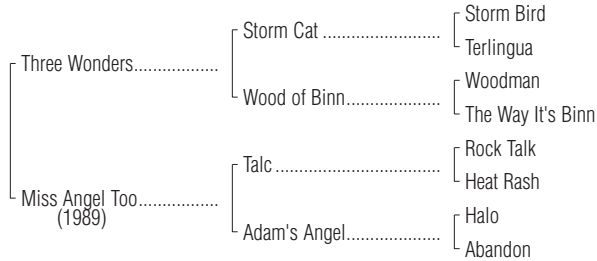 Storm Bird
Storm Cat ........................
Terlingua
Three Wonders.................
Woodman
Wood of Binn...................
The Way It's Binn
Rock Talk
Talc .................................
Heat Rash
Miss Angel Too................
(1989)
Halo
Adam's Angel...................
Abandon